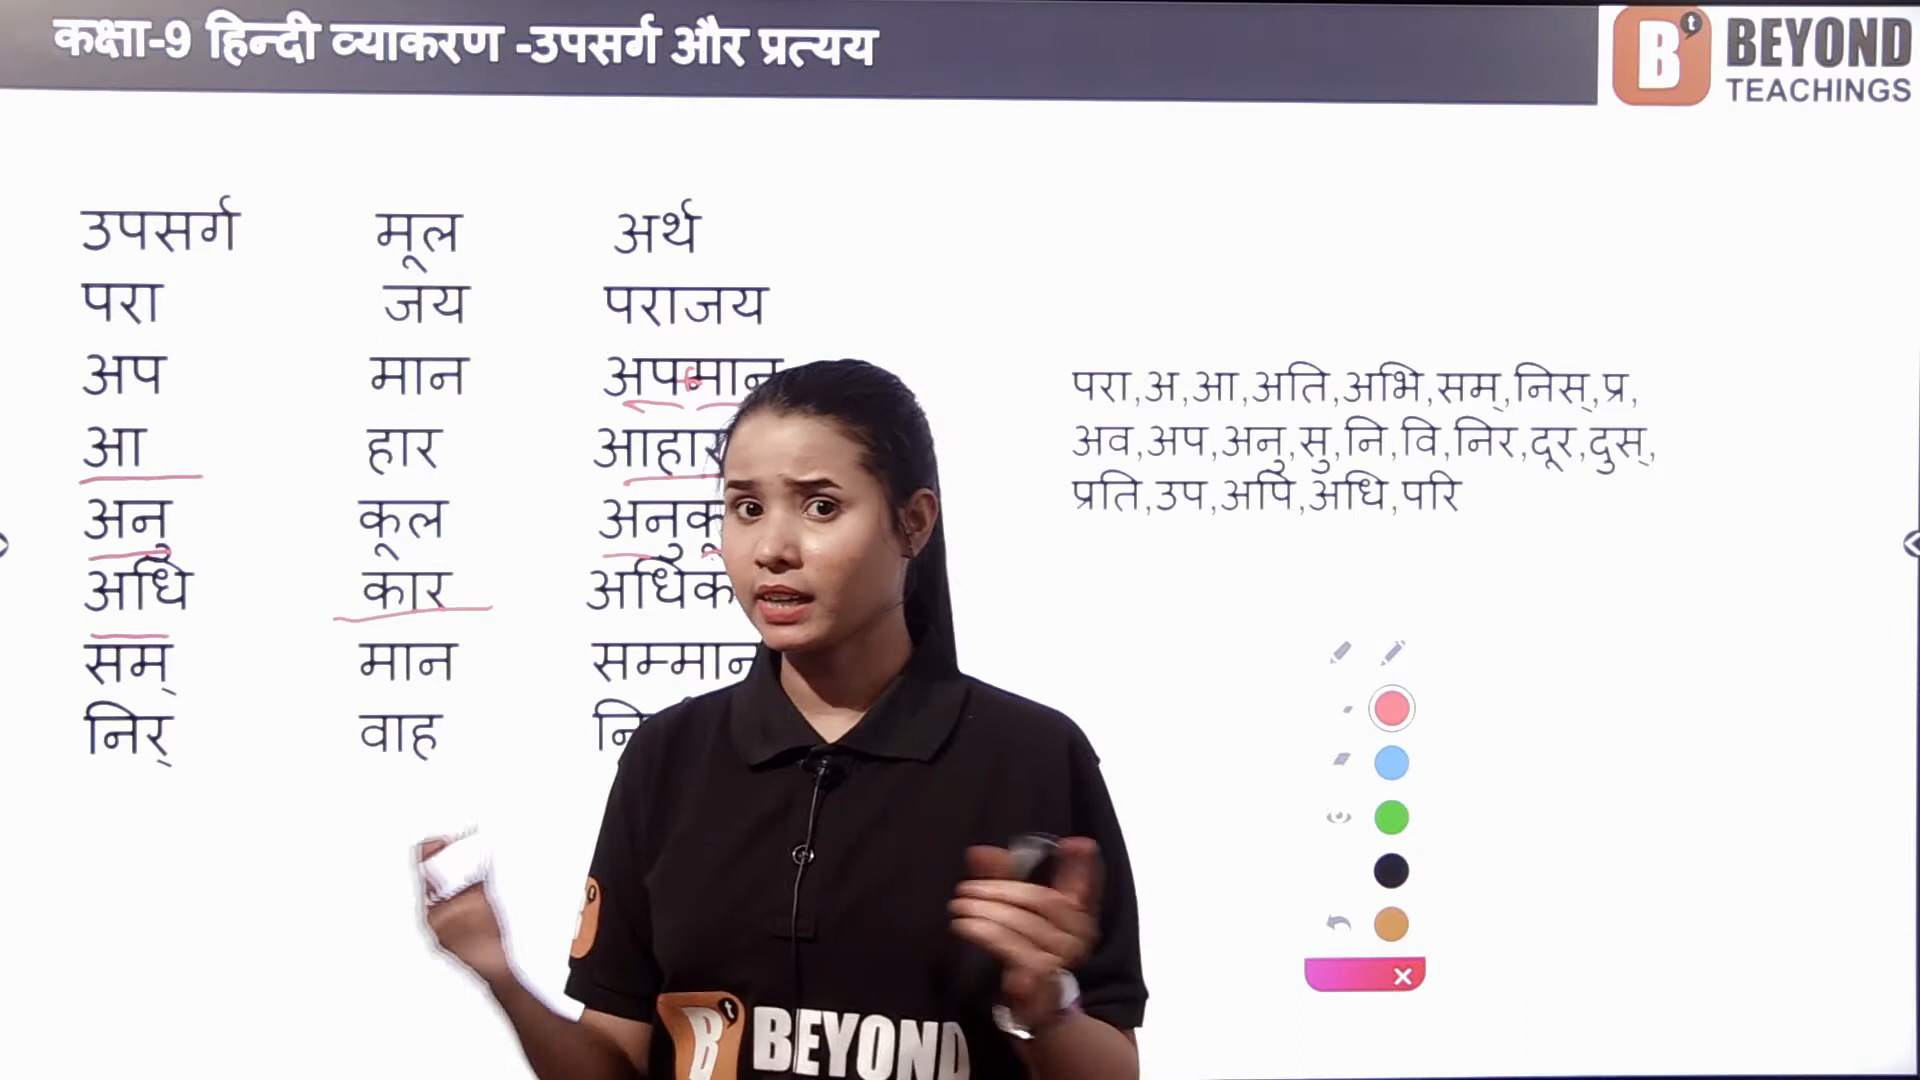 कक्षा-9 हिन्दी व्याकरण -उपसर्ग और प्रत्यय
BEYOND
TEACHINGS
उपसर्ग मूल अर्थ
परा जय पराजय
अप मान अपमान
आ हार
अनु कूल
अधि कार
सम् मान
निर् वाह
परा,अ,आ,अति,अभि,सम्,निस्,प्र,
अव,अप,अनु,सु,नि,वि,निर,दूर,दुस्,
प्रति,उप,अपि,अधि,परि
BEYOND